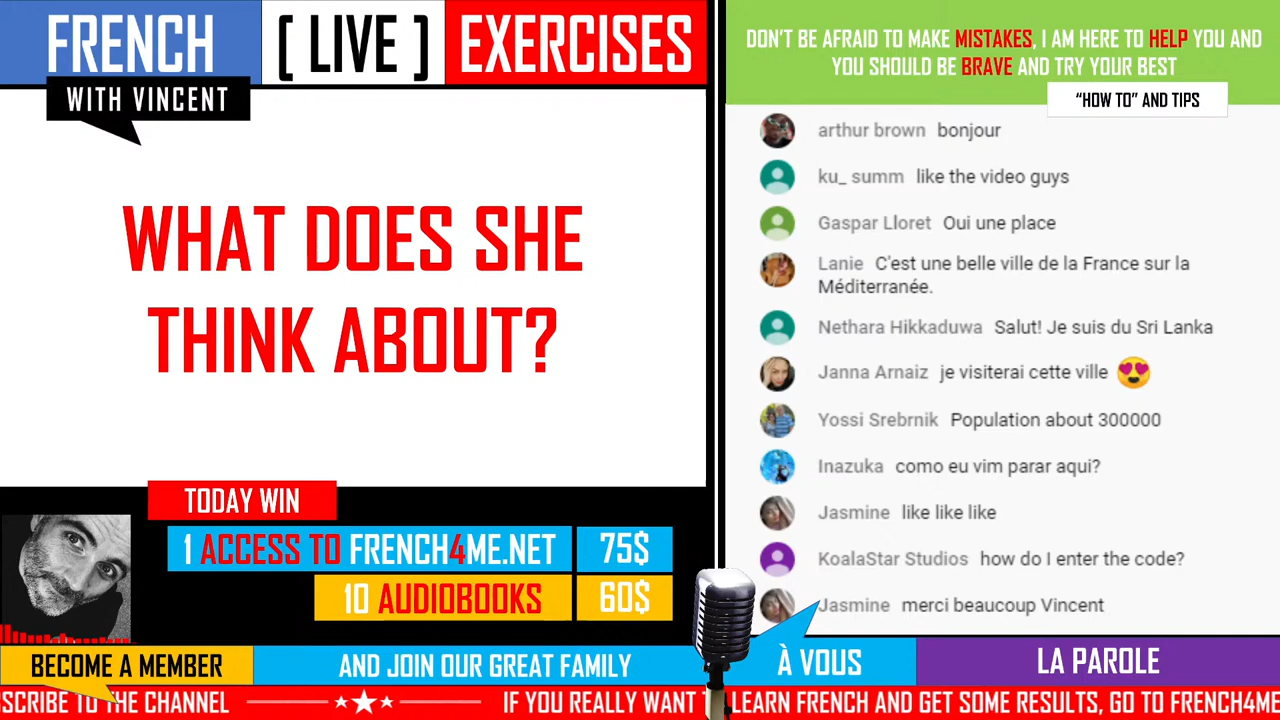 FRENCH [ LIVE ] EXERCISES
WITH VINCENT
WHAT DOES SHE
THINK ABOUT?
TODAY WIN
1 ACCESS TO FRENCH4ME.NET 75$
10 AUDIOBOOKS 60$
BECOME A MEMBER AND JOIN OUR GREAT FAMILY
DON'T BE AFRAID TO MAKE MISTAKES, I AM HERE TO HELP YOU AND
YOU SHOULD BE BRAVE AND TRY YOUR BEST
"HOW TO" AND TIPS
arthur brown bonjour
ku_ summ like the video guys
Gaspar Lloret Oui une place
Lanie C'est une belle ville de la France sur la
Méditerranée.
Nethara Hikkaduwa Salut! Je suis du Sri Lanka
Janna Arnaiz je visiterai cette ville
Yossi Srebrnik Population about 300000
Inazuka como eu vim parar aqui?
Jasmine like like like
KoalaStar Studios how do I enter the code?
Jasmine merci beaucoup Vincent
À VOUS LA PAROLE
SCRIBE TO THE CHANNEL IF YOU REALLY WANT LEARN FRENCH AND GET SOME RESULTS, GO TO FRENCH4ME